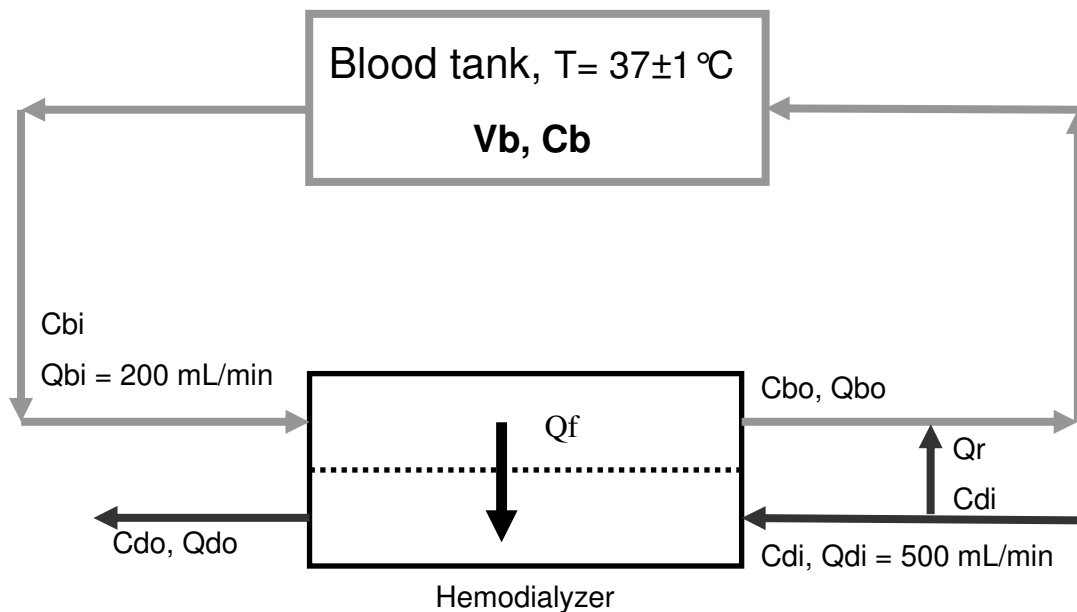 Blood tank, T= 37±1°C
Vb, Cb
Cbi
Qbi = 200 mL/min
Cbo, Qbo
Qf
Qr
Cdi
Cdo, Qdo
Cdi, Qdi = 500 mL/min
Hemodialyzer